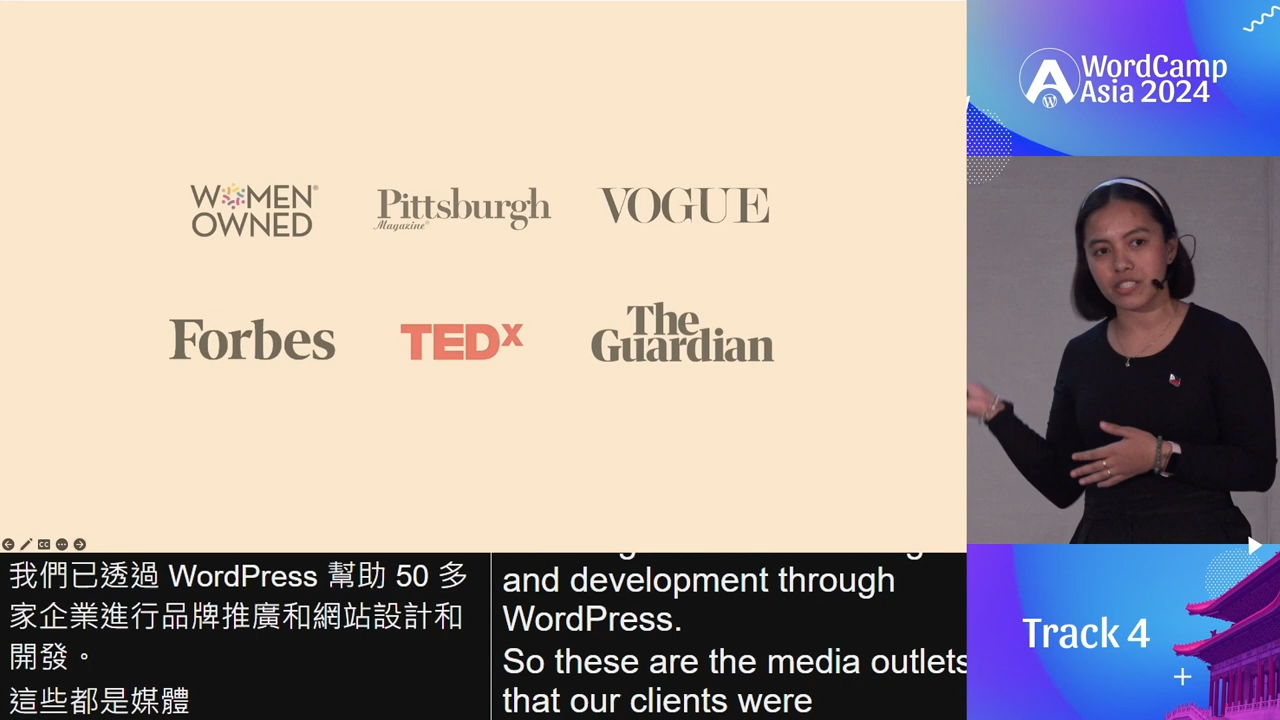 WOMEN®
OWNED
Pittsburgh
Magazine®
VOGUE
Forbes
TEDx
The
Guardian
CC
我們已透過 WordPress 幫助 50 多
家企業進行品牌推廣和網站設計和
開發。
這些都是媒體
and development through
WordPress.
So these are the media outlets
that our clients were
WordCamp
Asia 2024
Track 4